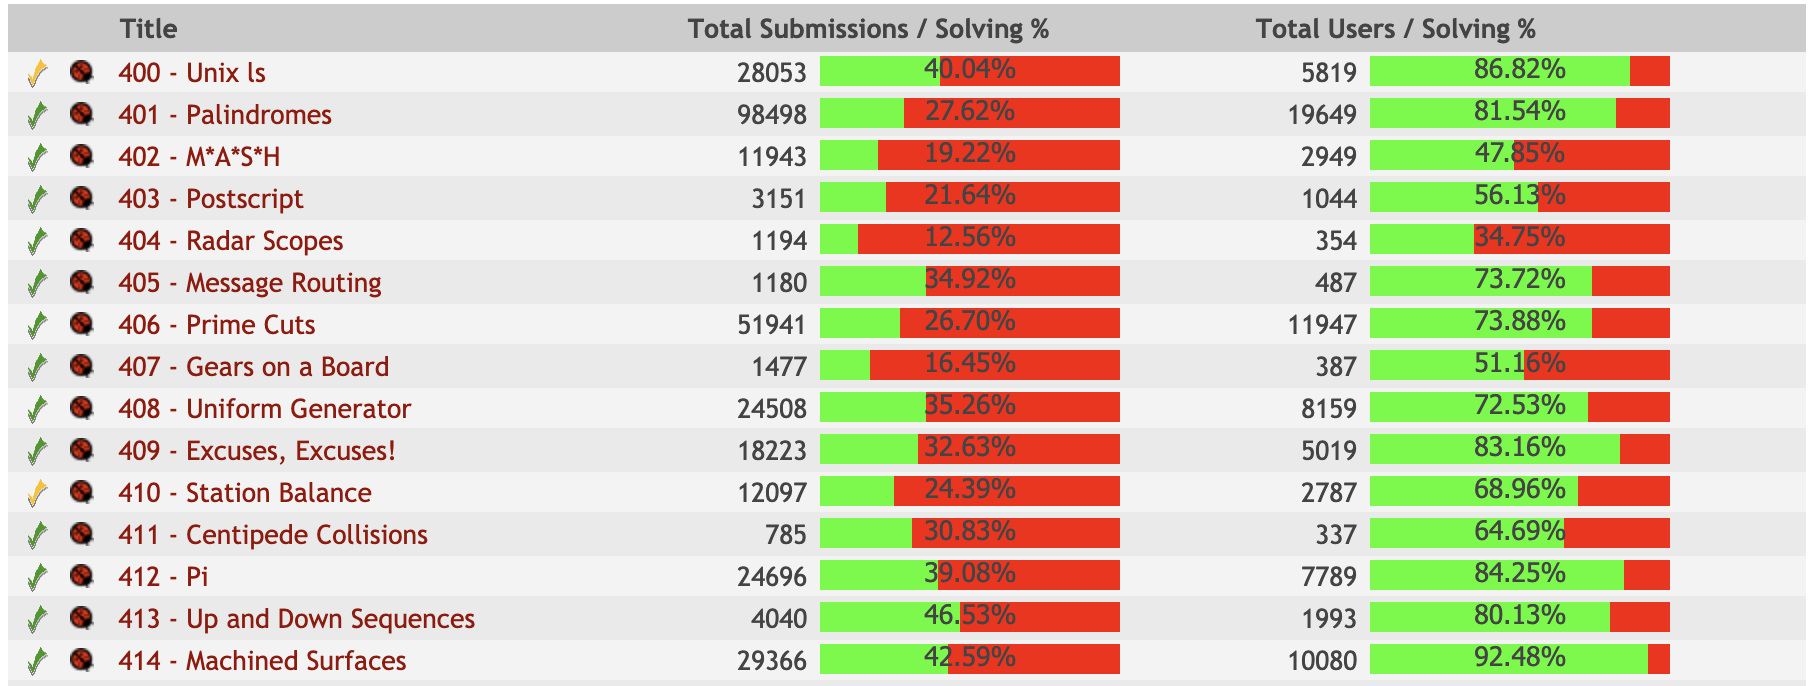 Title Total Submissions / Solving % Total Users / Solving %
400 - Unix ls 28053 40.04% 5819 86.82%
401 - Palindromes 98498 27.62% 19649 81.54%
402 - M*A*S*H 11943 19.22% 2949 47.85%
403 - Postscript 3151 21.64% 1044 56.13%
404 - Radar Scopes 1194 12.56% 354 34.75%
405 - Message Routing 1180 34.92% 487 73.72%
406 - Prime Cuts 51941 26.70% 11947 73.88%
407 - Gears on a Board 1477 16.45% 387 51.16%
408 - Uniform Generator 24508 35.26% 8159 72.53%
409 - Excuses, Excuses! 18223 32.63% 5019 83.16%
410 - Station Balance 12097 24.39% 2787 68.96%
411 - Centipede Collisions 785 30.83% 337 64.69%
412 - Pi 24696 39.08% 7789 84.25%
413 - Up and Down Sequences 4040 46.53% 1993 80.13%
414 - Machined Surfaces 29366 42.59% 10080 92.48%